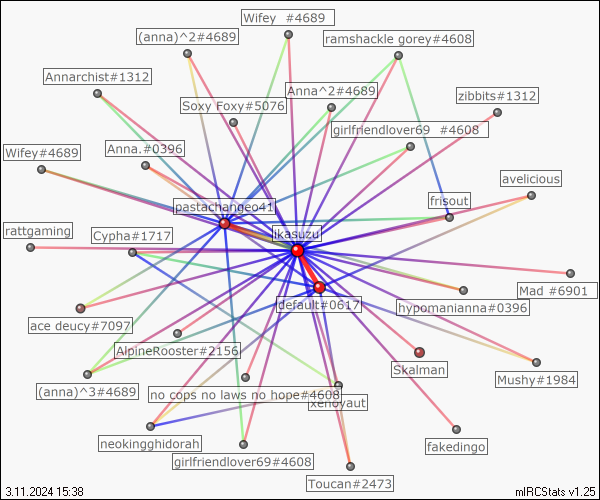 Wifey  #4689
(anna)^2#4689
ramshackle gorey#4608
Annarchist#1312
Anna^2#4689
zibbits#1312
Soxy Foxy#5076
girlfriendlover69  #4608
Wifey#4689
Anna.#0396
avelicious
frisout
pastachangeo41
rattgaming
Cypha#1717
ikasuzu
Mad #6901
default#0617
hyponanianna#0396
ace deucy#7097
AlpineRooster#2156
Skalman
Mushy#1984
(anna)^3#4689
no cops no laws no hope#4608
xenoyaut
neokingghidorah
fakedingo
girlfriendlover69#4608
Toucan#2473
3.11.2024 15:38
mIRCStats v1.25